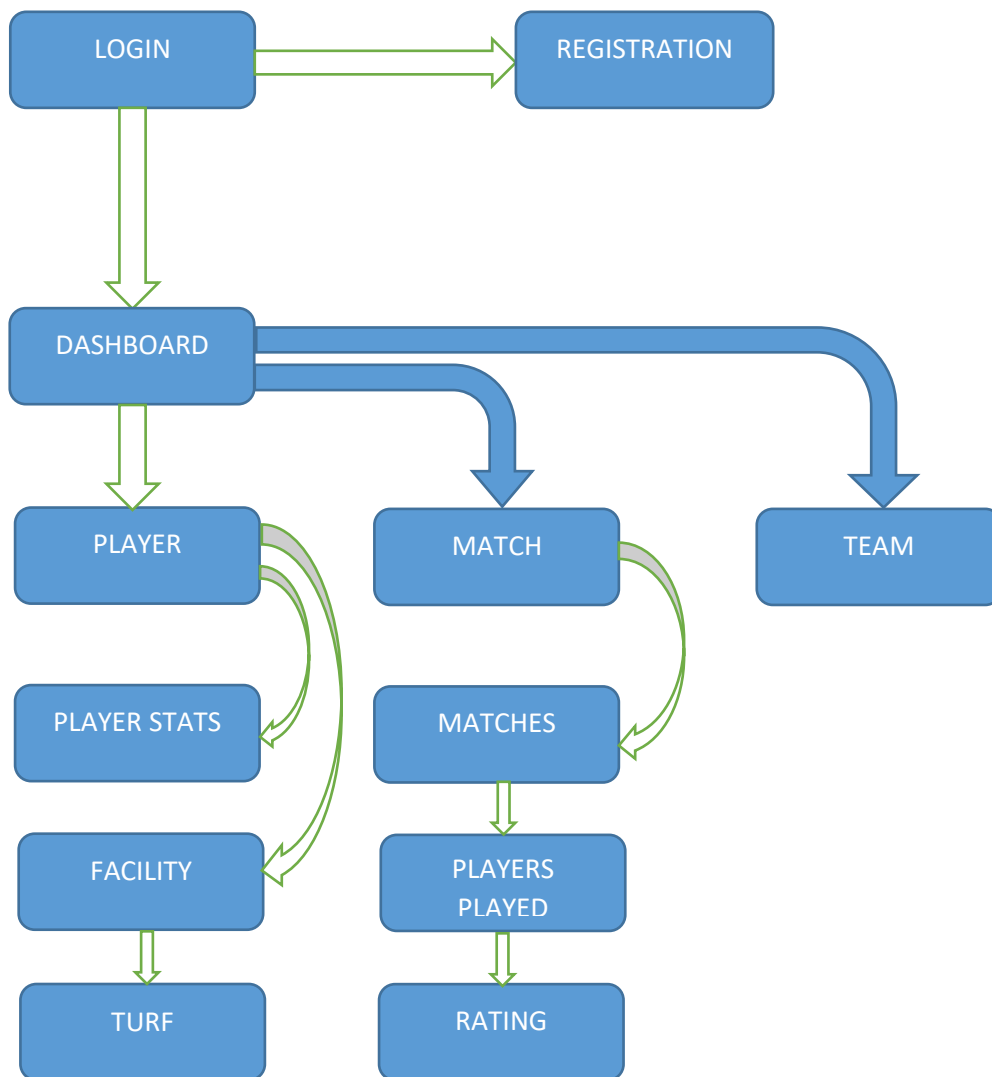 LOGIN
REGISTRATION
DASHBOARD
PLAYER
MATCH
TEAM
PLAYER STATS
MATCHES
FACILITY
PLAYERS
PLAYED
TURF
RATING